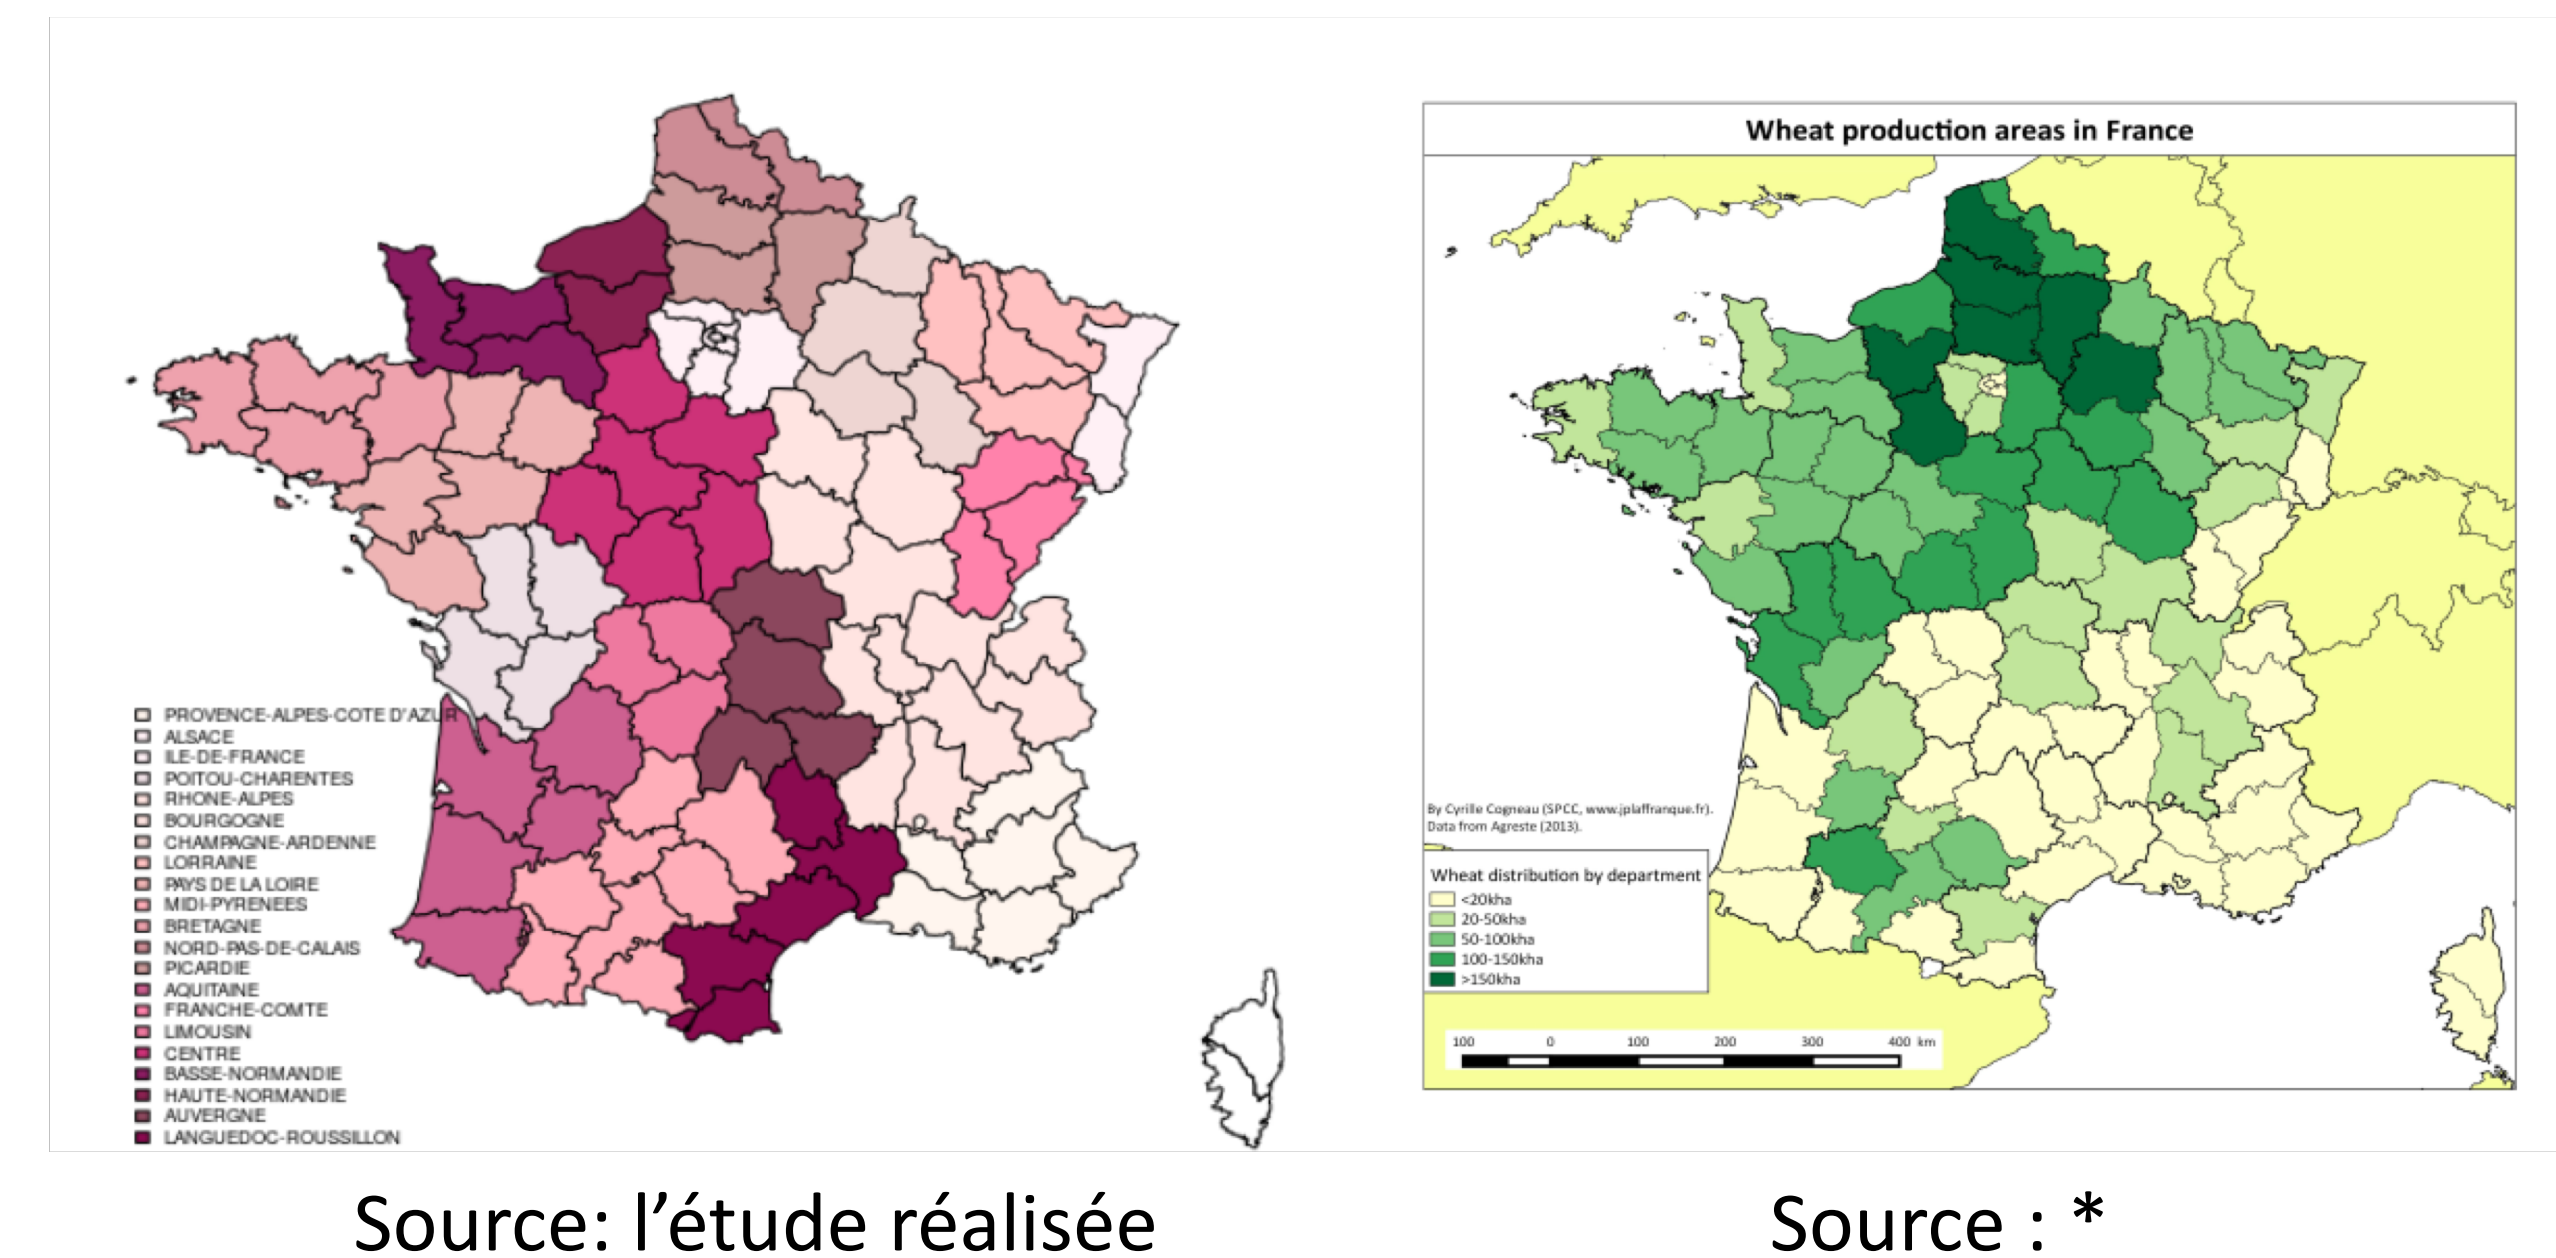 PROVENCE-ALPES-COTE D'AZUR
ALSACE
ILE-DE-FRANCE
POITOU-CHARENTES
RHONE-ALPES
BOURGOGNE
CHAMPAGNE-ARDENNE
LORRAINE
PAYS DE LA LOIRE
MIDI-PYRENEES
BRETAGNE
NORD-PAS-DE-CALAIS
PICARDIE
AQUITAINE
FRANCHE-COMTE
LIMOUSIN
CENTRE
BASSE-NORMANDIE
HAUTE-NORMANDIE
AUVERGNE
LANGUEDOC-ROUSSILLON
Source: l’étude réalisée
Wheat production areas in France
By Cyrille Cogneau (SPCC, www.jplaffranque.fr).
Data from Agreste (2013).
Wheat distribution by department
<20kha
20-50kha
50-100kha
100-150kha
>150kha
100 0 100 200 300 400 km
Source : *